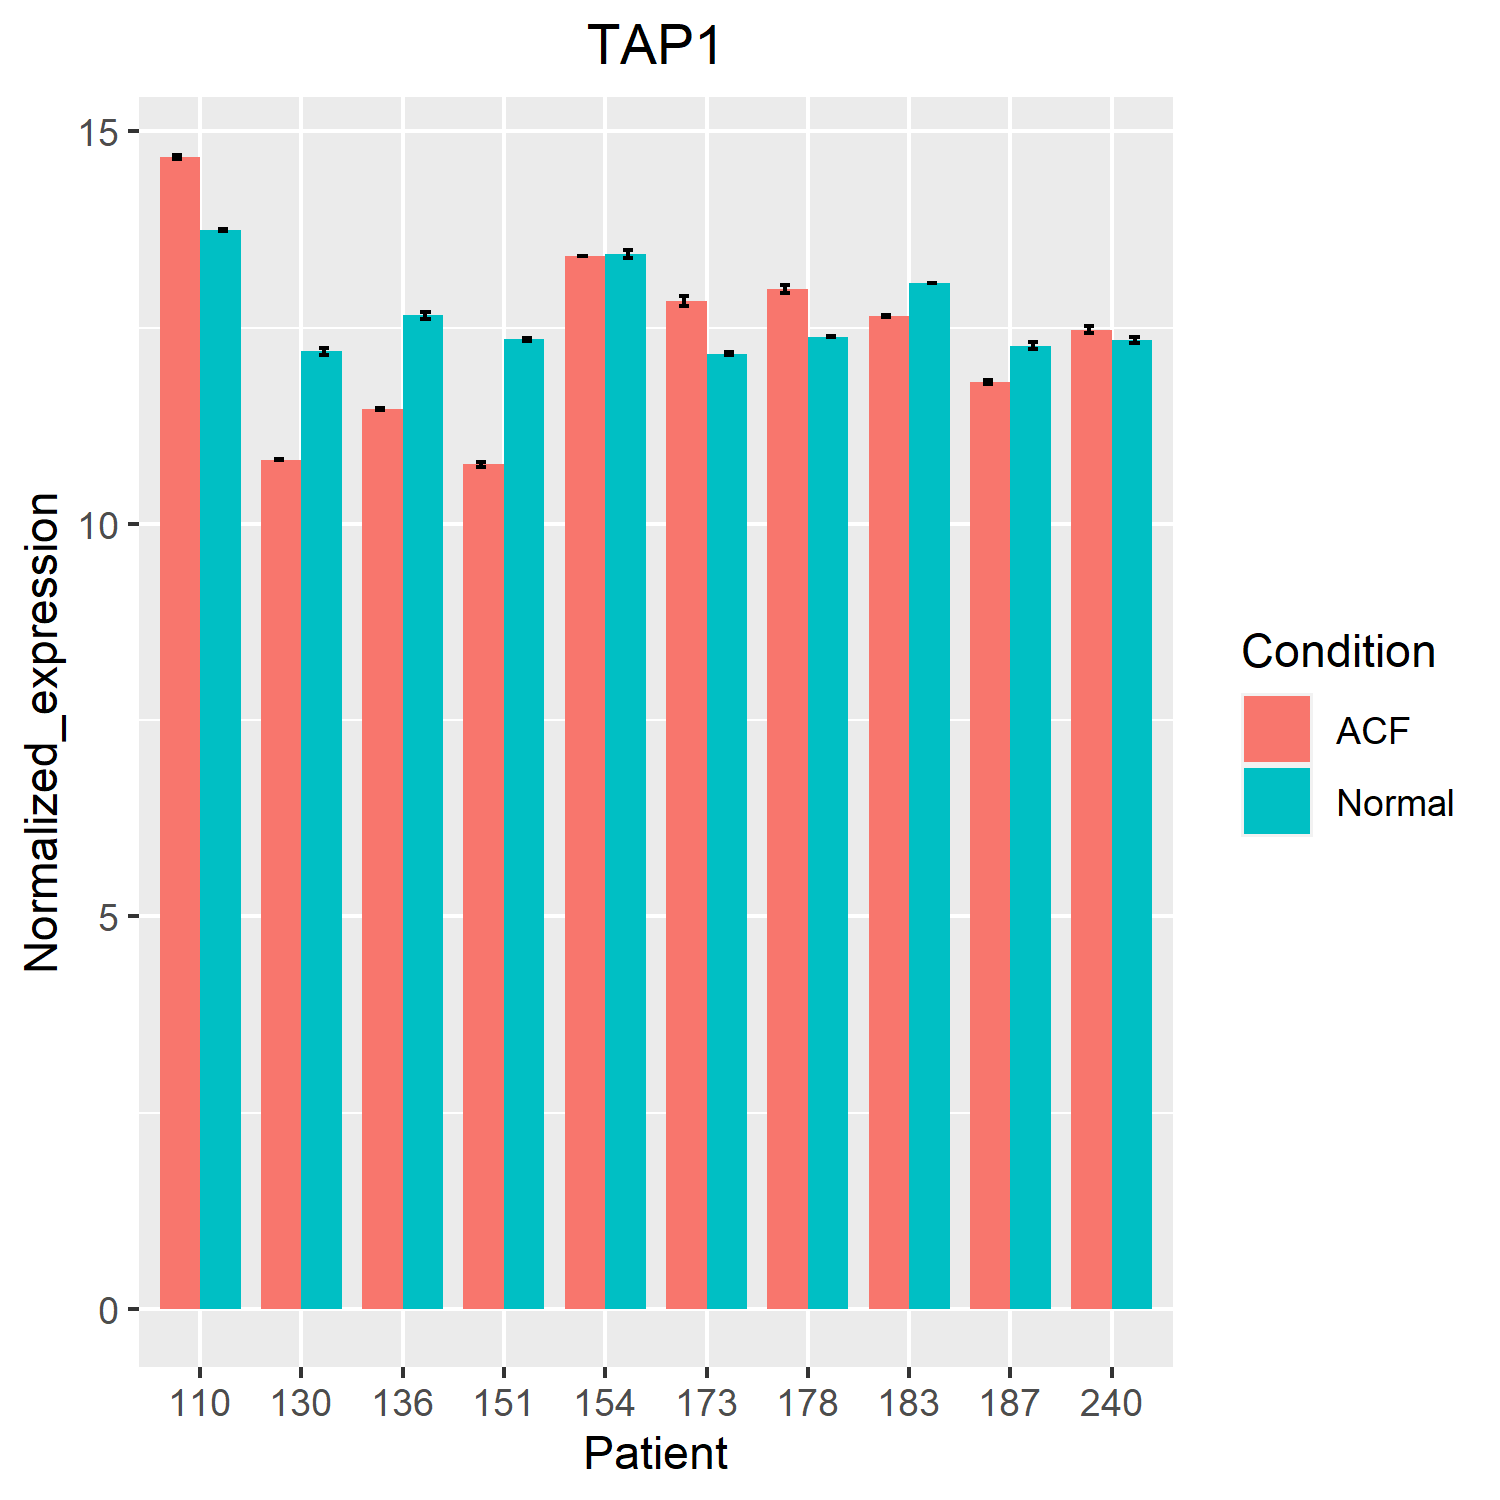 TAP1
15
10
5
0
Normalized_expression
110 130 136 151 154 173 178 183 187 240
Patient
Condition
ACF
Normal